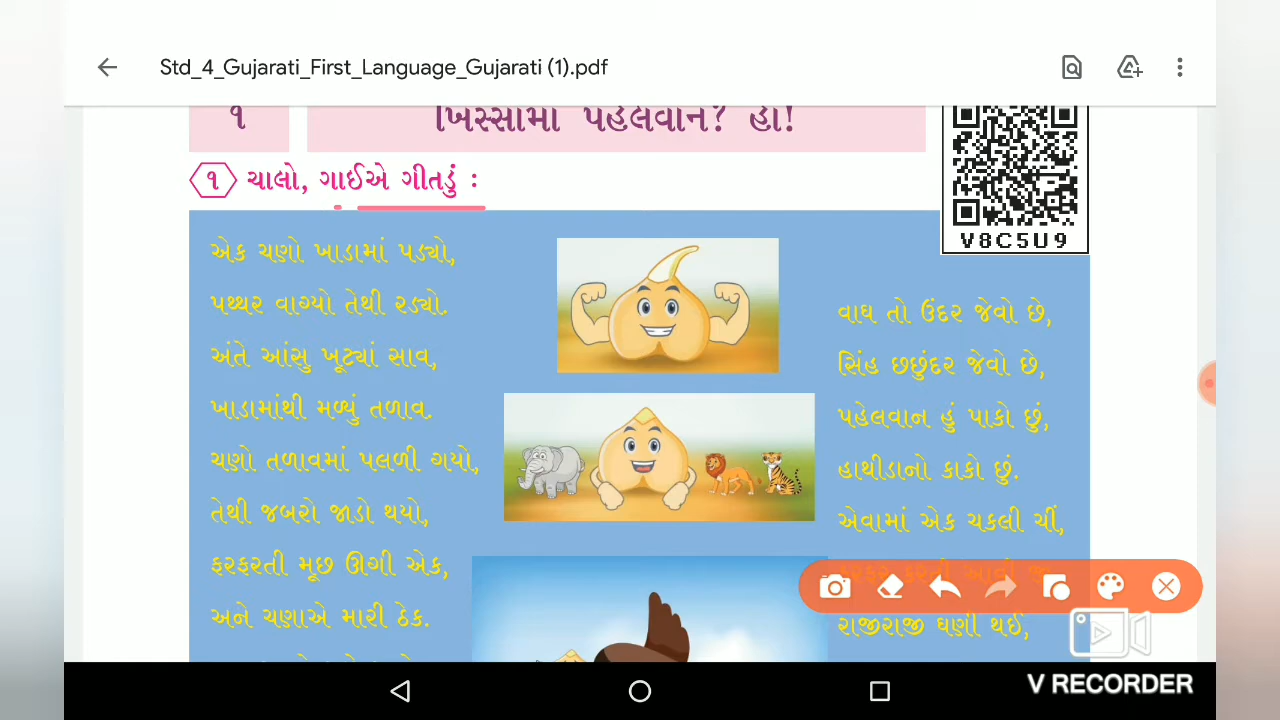 Std_4_Gujarati_First_Language_Gujarati (1).pdf
૧
ખિસ્સામાં પહેલવાન? હા!
૧ ચાલો, ગાઈએ ગીતડું :
V8C5U9
એક ચણો ખાડામાં પડ્યો,
પથ્થર વાગ્યો તેથી રડ્યો.
અંતે આંસુ ખૂટ્યાં સાવ,
ખાડામાંથી મળ્યું તળાવ.
ચણો તળાવમાં પલળી ગયો,
તેથી જબરો જાડો થયો,
ફરફરતી મૂછ ઊગી એક,
અને ચણાએ મારી ઠેક.
વાઘ તો ઉંદર જેવો છે,
સિંહ છછુંદર જેવો છે,
પહેલવાન હું પાકો છું,
હાથીડાનો કાકો છું.
એવામાં એક ચકલી ચીં,
રાજીરાજી ઘણી થઈ,
V RECORDER